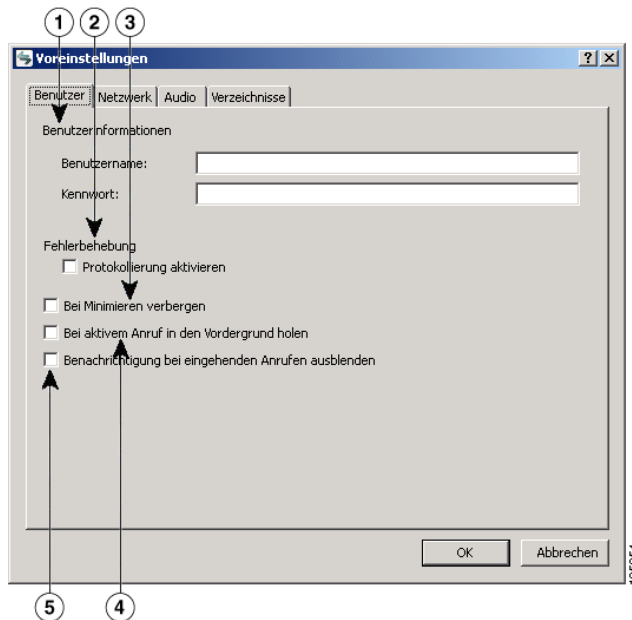 1 2 3
Voreinstellungen ? X
Benutzer Netzwerk Audio Verzeichnisse
Benutzerinformationen
Benutzername:
Kennwort:
Fehlerbehebung
Protokollierung aktivieren
Bei Minimieren verbergen
Bei aktivem Anruf in den Vordergrund holen
Benachrichtigung bei eingehenden Anrufen ausblenden
OK Abbrechen
5 4